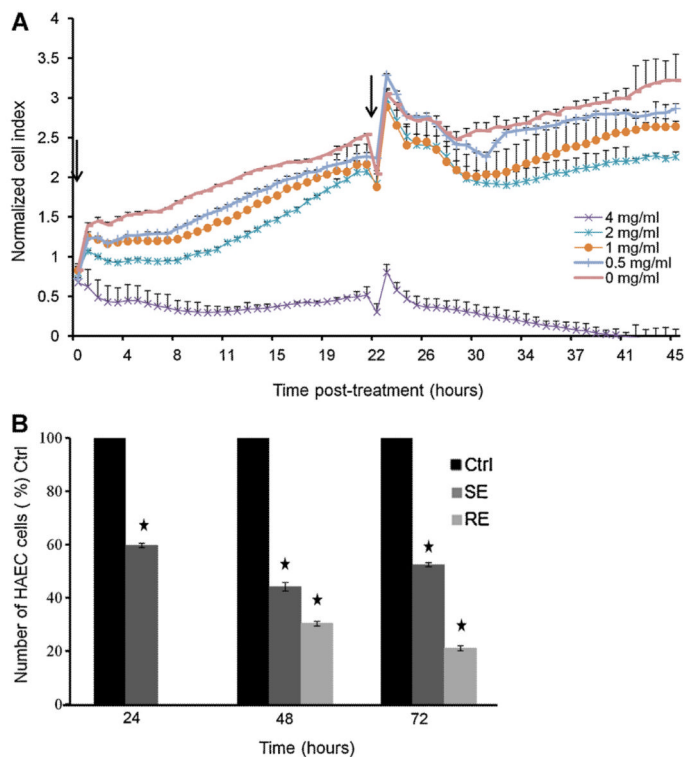 A
4
3.5
3
2.5
2
1.5
1
0.5
0
Normalized cell index
4 mg/ml
2 mg/ml
1 mg/ml
0.5 mg/ml
0 mg/ml
0 4 8 11 15 19 22 26 30 34 37 41 45
Time post-treatment (hours)
B
100
80
60
40
20
0
Number of HAEC cells ( %) Ctrl
Ctrl
SE
RE
24 48 72
Time (hours)